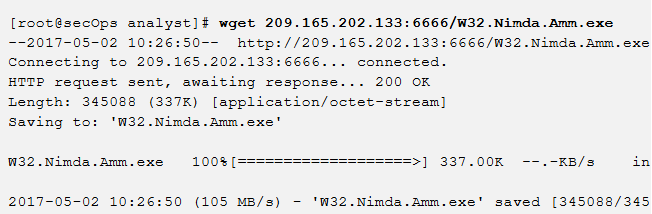 [root@secOps analyst]# wget 209.165.202.133:6666/W32.Nimda.Amm.exe
--2017-05-02 10:26:50-- http://209.165.202.133:6666/W32.Nimda.Amm.exe
Connecting to 209.165.202.133:6666... connected.
HTTP request sent, awaiting response... 200 OK
Length: 345088 (337K) [application/octet-stream]
Saving to: 'W32.Nimda.Amm.exe'
W32.Nimda.Amm.exe 100%[===================>] 337.00K --.-KB/s in
2017-05-02 10:26:50 (105 MB/s) - 'W32.Nimda.Amm.exe' saved [345088/345